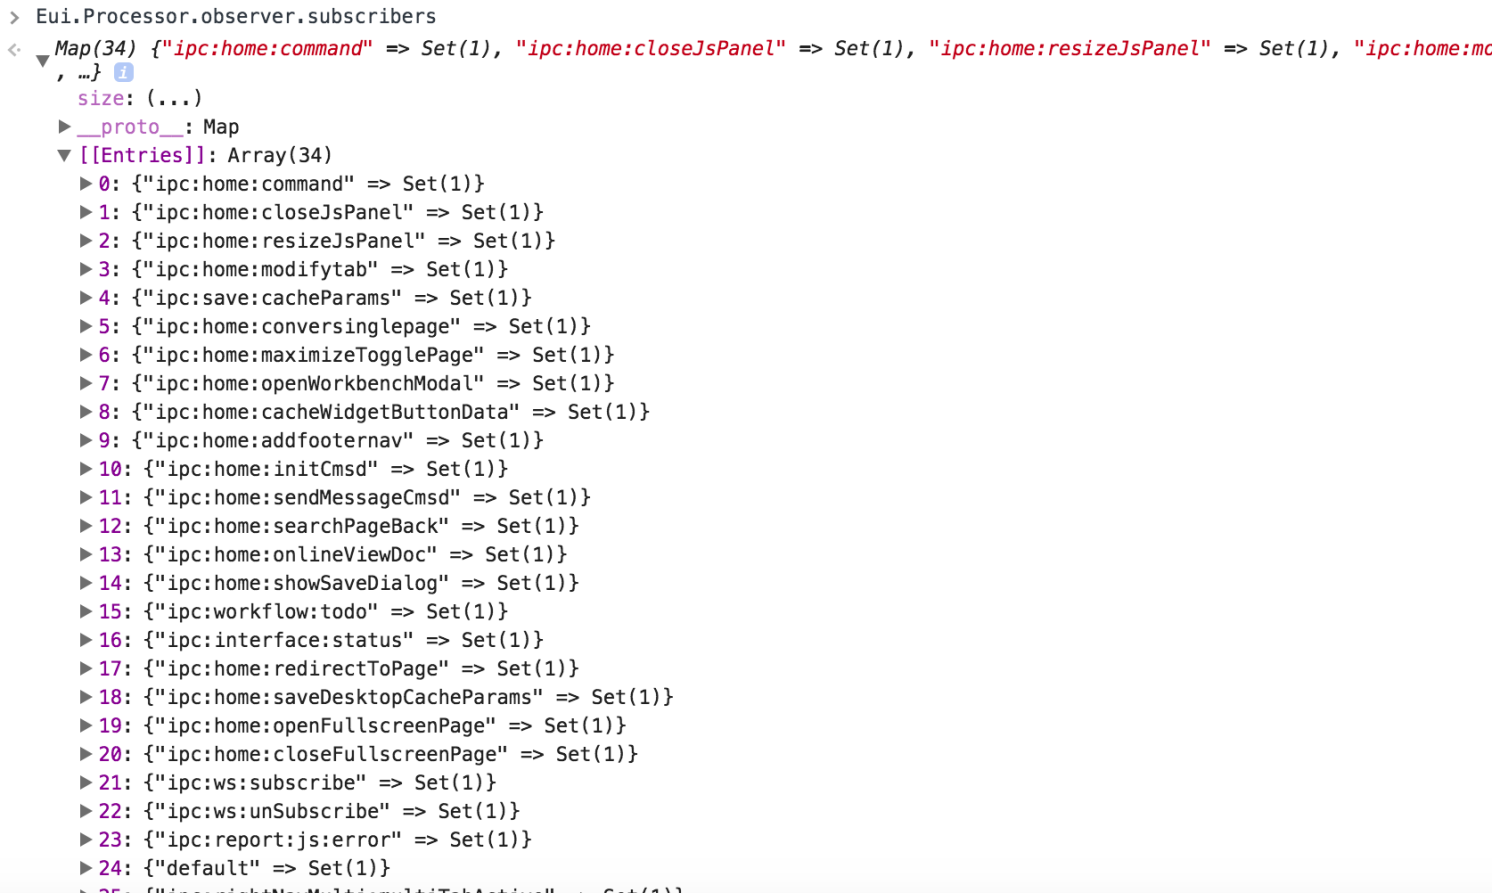 > Eui.Processor.observer.subscribers
Map(34) {"ipc:home:command" => Set(1), "ipc:home:closeJsPanel" => Set(1), "ipc:home:resizeJsPanel" => Set(1), "ipc:home:mo
, …} i
size: (...)
▶ __proto__: Map
▼ [[Entries]]: Array(34)
▶ 0: {"ipc:home:command" => Set(1)}
▶ 1: {"ipc:home:closeJsPanel" => Set(1)}
▶ 2: {"ipc:home:resizeJsPanel" => Set(1)}
▶ 3: {"ipc:home:modifytab" => Set(1)}
▶ 4: {"ipc:save:cacheParams" => Set(1)}
▶ 5: {"ipc:home:conversinglepage" => Set(1)}
▶ 6: {"ipc:home:maximizeTogglePage" => Set(1)}
▶ 7: {"ipc:home:openWorkbenchModal" => Set(1)}
▶ 8: {"ipc:home:cacheWidgetButtonData" => Set(1)}
▶ 9: {"ipc:home:addfooternav" => Set(1)}
▶ 10: {"ipc:home:initCmsd" => Set(1)}
▶ 11: {"ipc:home:sendMessageCmsd" => Set(1)}
▶ 12: {"ipc:home:searchPageBack" => Set(1)}
▶ 13: {"ipc:home:onlineViewDoc" => Set(1)}
▶ 14: {"ipc:home:showSaveDialog" => Set(1)}
▶ 15: {"ipc:workflow:todo" => Set(1)}
▶ 16: {"ipc:interface:status" => Set(1)}
▶ 17: {"ipc:home:redirectToPage" => Set(1)}
▶ 18: {"ipc:home:saveDesktopCacheParams" => Set(1)}
▶ 19: {"ipc:home:openFullscreenPage" => Set(1)}
▶ 20: {"ipc:home:closeFullscreenPage" => Set(1)}
▶ 21: {"ipc:ws:subscribe" => Set(1)}
▶ 22: {"ipc:ws:unSubscribe" => Set(1)}
▶ 23: {"ipc:report:js:error" => Set(1)}
▶ 24: {"default" => Set(1)}